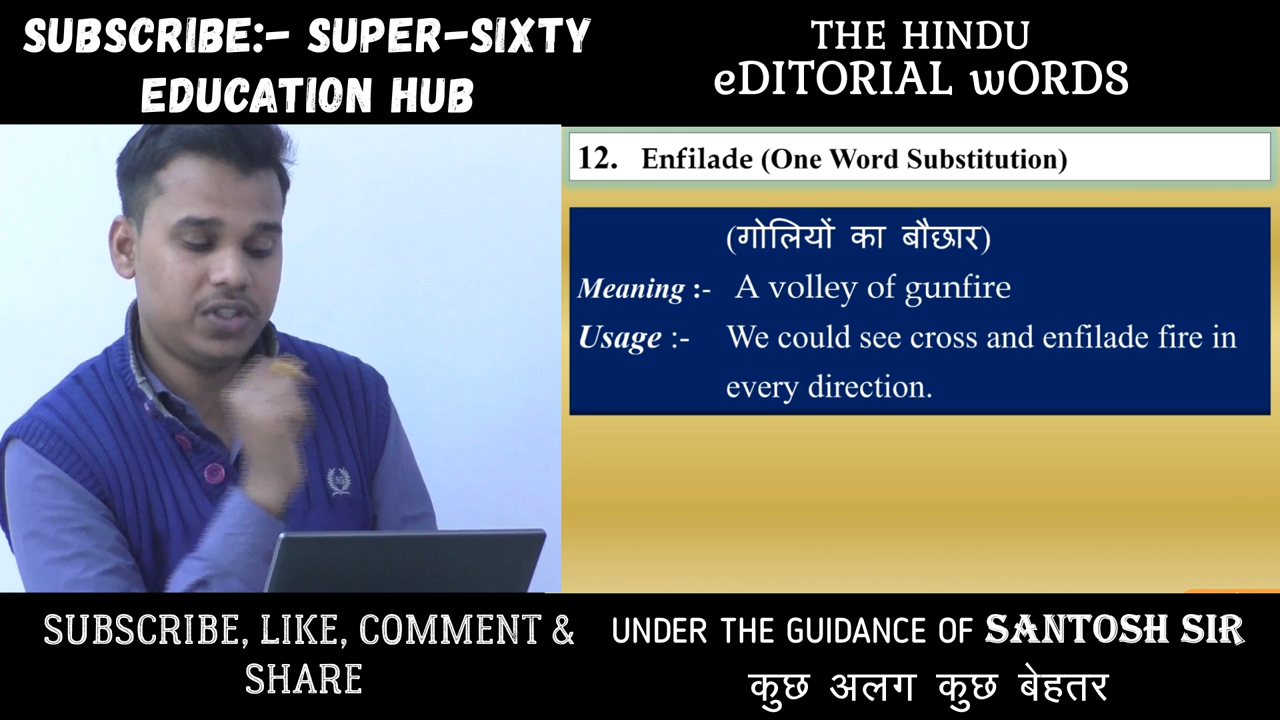 SUBSCRIBE:- SUPER-SIXTY
EDUCATION HUB
THE HINDU
eDITORIAL wORDS
12. Enfilade (One Word Substitution)
(गोलियों का बौछार)
Meaning :- A volley of gunfire
Usage :- We could see cross and enfilade fire in
every direction.
SUBSCRIBE, LIKE, COMMENT &
SHARE
UNDER THE GUIDANCE OF SANTOSH SIR
कुछ अलग कुछ बेहतर